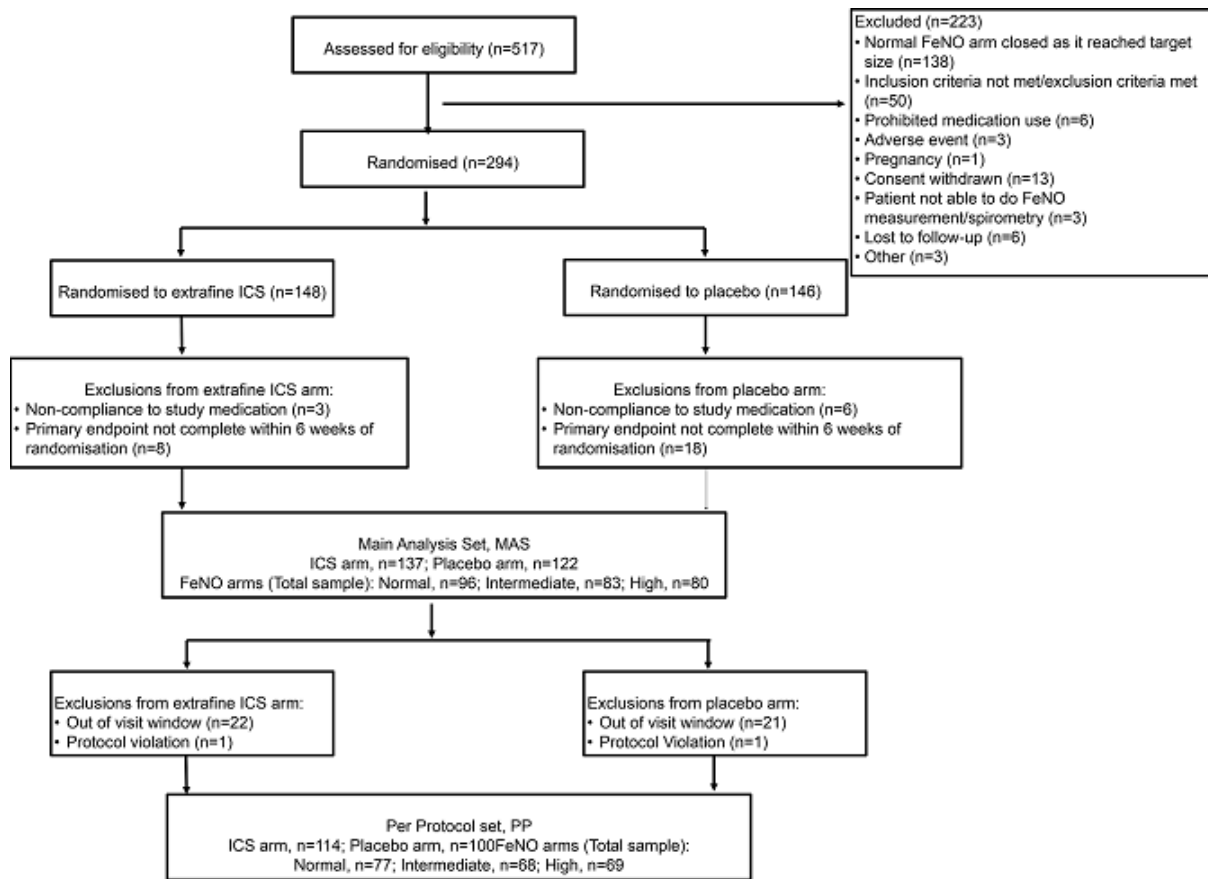 Assessed for eligibility (n=517)
Excluded (n=223)
• Normal FeNO arm closed as it reached target
size (n=138)
• Inclusion criteria not met/exclusion criteria met
(n=50)
• Prohibited medication use (n=6)
• Adverse event (n=3)
• Pregnancy (n=1)
• Consent withdrawn (n=13)
• Patient not able to do FeNO
measurement/spirometry (n=3)
• Lost to follow-up (n=6)
• Other (n=3)
Randomised (n=294)
Randomised to extrafine ICS (n=148)
Randomised to placebo (n=146)
Exclusions from extrafine ICS arm:
• Non-compliance to study medication (n=3)
• Primary endpoint not complete within 6 weeks of
randomisation (n=8)
Exclusions from placebo arm:
• Non-compliance to study medication (n=6)
• Primary endpoint not complete within 6 weeks of
randomisation (n=18)
Main Analysis Set, MAS
ICS arm, n=137; Placebo arm, n=122
FeNO arms (Total sample): Normal, n=96; Intermediate, n=83; High, n=80
Exclusions from extrafine ICS arm:
• Out of visit window (n=22)
• Protocol violation (n=1)
Exclusions from placebo arm:
• Out of visit window (n=21)
• Protocol Violation (n=1)
Per Protocol set, PP
ICS arm, n=114; Placebo arm, n=100FeNO arms (Total sample):
Normal, n=77; Intermediate, n=68; High, n=69